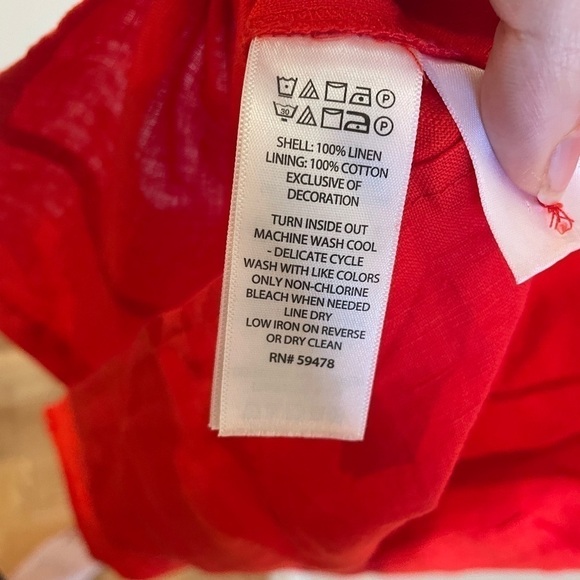 P
30 P
SHELL: 100% LINEN
LINING: 100% COTTON
EXCLUSIVE OF
DECORATION
TURN INSIDE OUT
MACHINE WASH COOL
- DELICATE CYCLE
WASH WITH LIKE COLORS
ONLY NON-CHLORINE
BLEACH WHEN NEEDED
LINE DRY
LOW IRON ON REVERSE
OR DRY CLEAN
RN# 59478